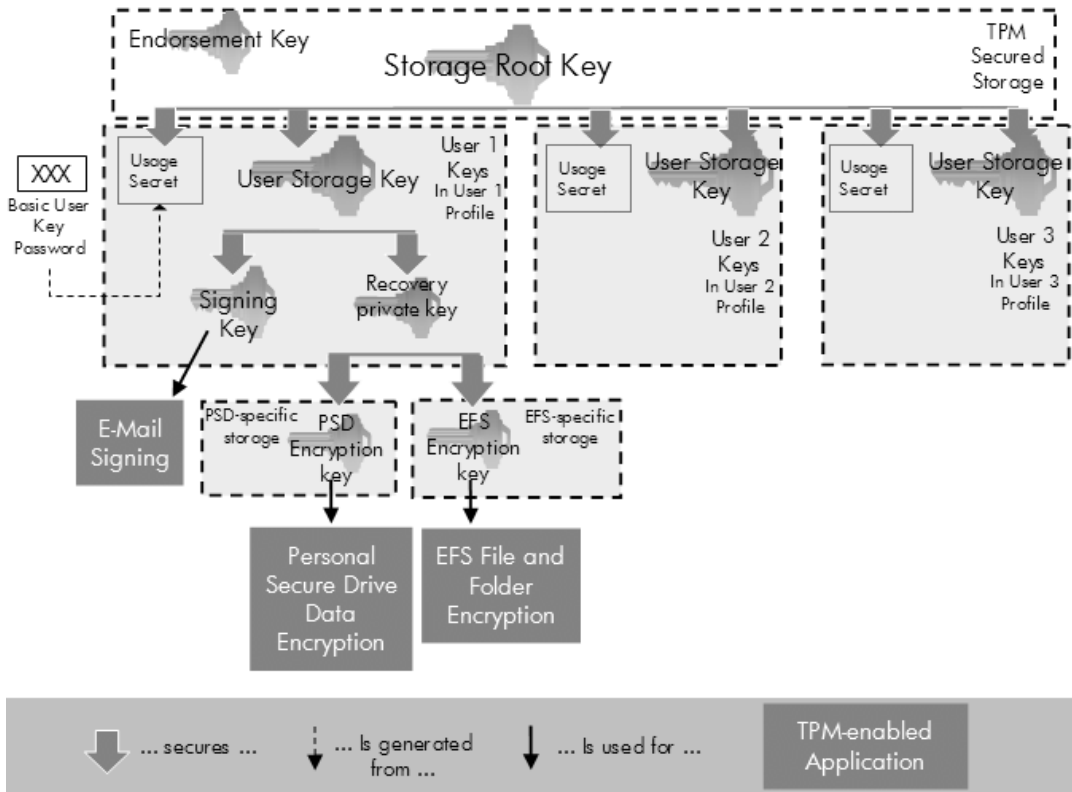 Endorsement Key
Storage Root Key
TPM
Secured
Storage
XXX
Basic User
Key
Password
Usage
Secret
User Storage Key
User 1
Keys
In User 1
Profile
Signing
Key
Recovery
private key
Usage
Secret
User Storage
Key
User 2
Keys
In User 2
Profile
Usage
Secret
User Storage
Key
User 3
Keys
In User 3
Profile
E-Mail
Signing
PSD-specific
storage
PSD
Encryption
key
EFS
Encryption
key
EFS-specific
storage
Personal
Secure Drive
Data
Encryption
EFS File and
Folder
Encryption
... secures ...
... Is generated
from ...
... Is used for ...
TPM-enabled
Application